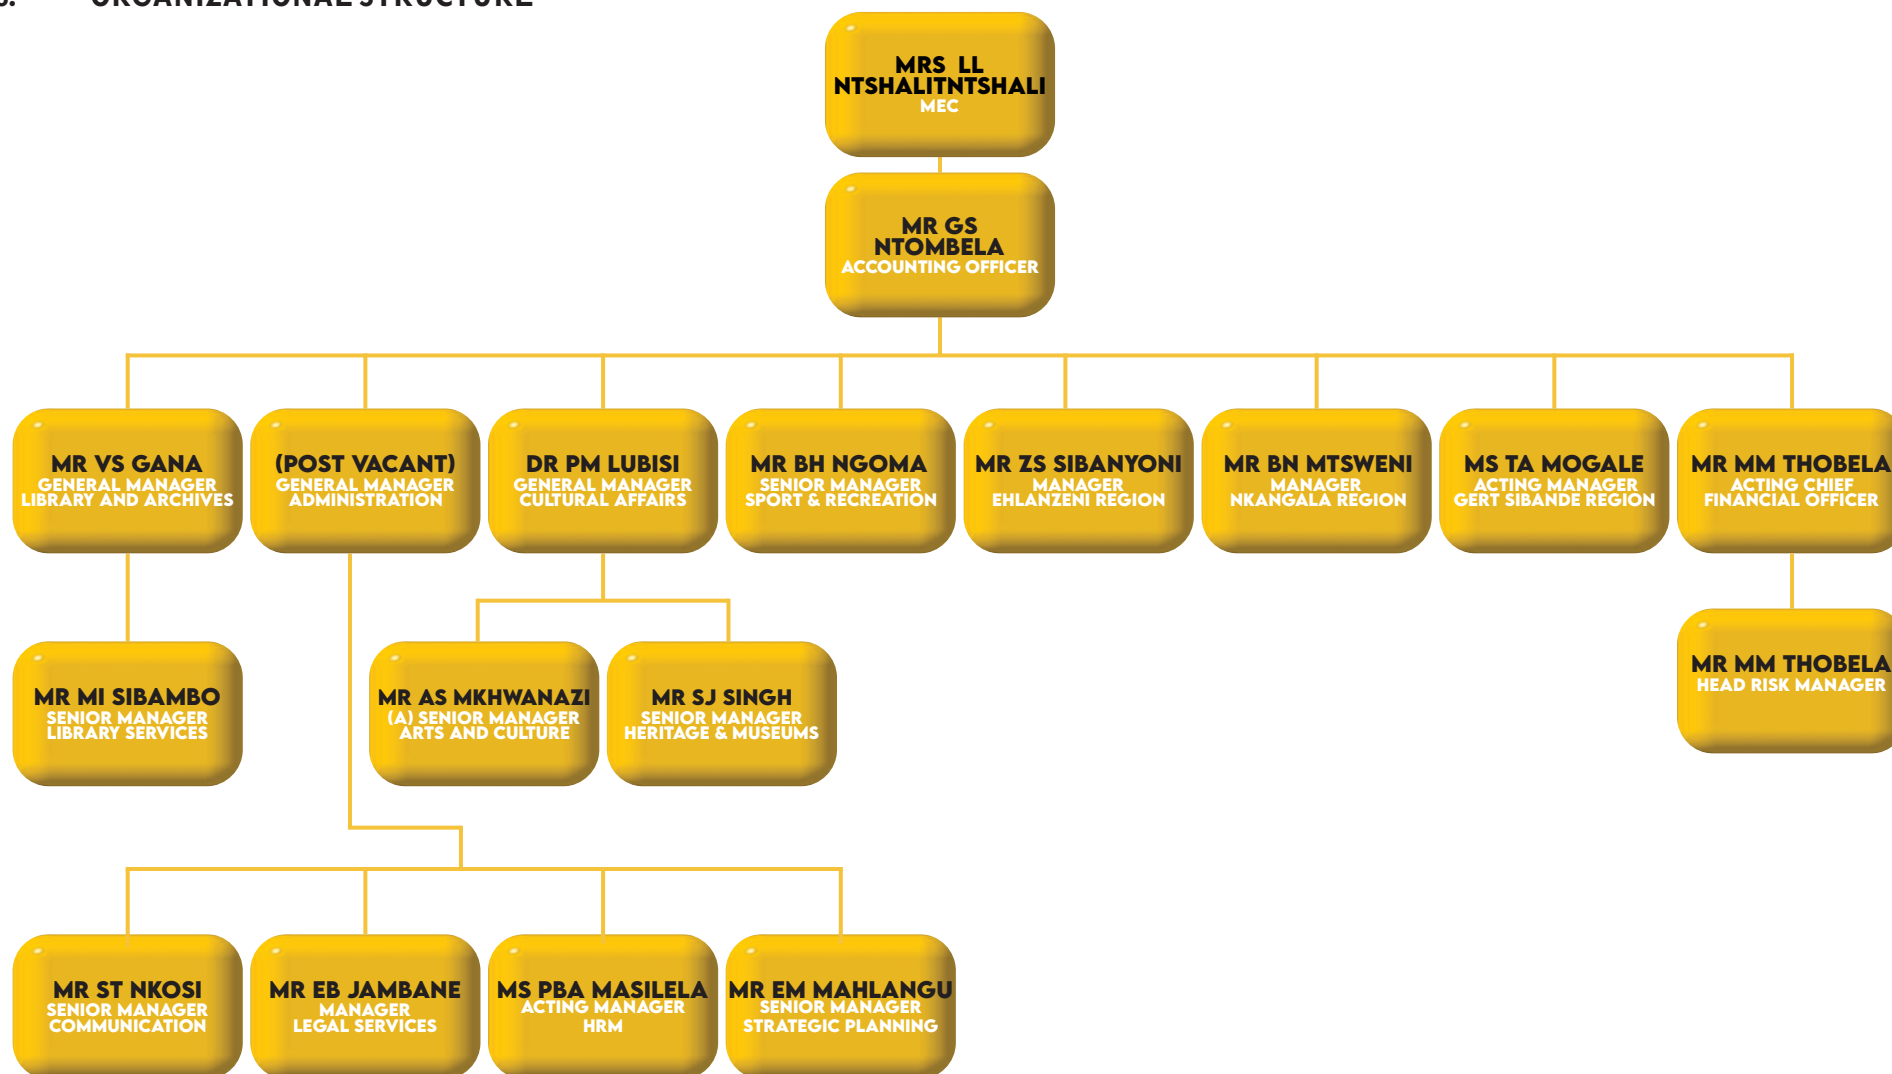 ORGANIZATIONAL STRUCTURE
MRS LL
NTSHALITNTSHALI
MEC
MR GS
NTOMBELA
ACCOUNTING OFFICER
MR VS GANA
GENERAL MANAGER
LIBRARY AND ARCHIVES
(POST VACANT)
GENERAL MANAGER
ADMINISTRATION
DR PM LUBISI
GENERAL MANAGER
CULTURAL AFFAIRS
MR BH NGOMA
SENIOR MANAGER
SPORT & RECREATION
MR ZS SIBANYONI
MANAGER
EHLANZENI REGION
MR BN MTSWENI
MANAGER
NKANGALA REGION
MS TA MOGALE
ACTING MANAGER
GERT SIBANDE REGION
MR MM THOBELA
ACTING CHIEF
FINANCIAL OFFICER
MR MI SIBAMBO
SENIOR MANAGER
LIBRARY SERVICES
MR AS MKHWANAZI
(A) SENIOR MANAGER
ARTS AND CULTURE
MR SJ SINGH
SENIOR MANAGER
HERITAGE & MUSEUMS
MR MM THOBELA
HEAD RISK MANAGER
MR ST NKOSI
SENIOR MANAGER
COMMUNICATION
MR EB JAMBANE
MANAGER
LEGAL SERVICES
MS PBA MASILELA
ACTING MANAGER
HRM
MR EM MAHLANGU
SENIOR MANAGER
STRATEGIC PLANNING